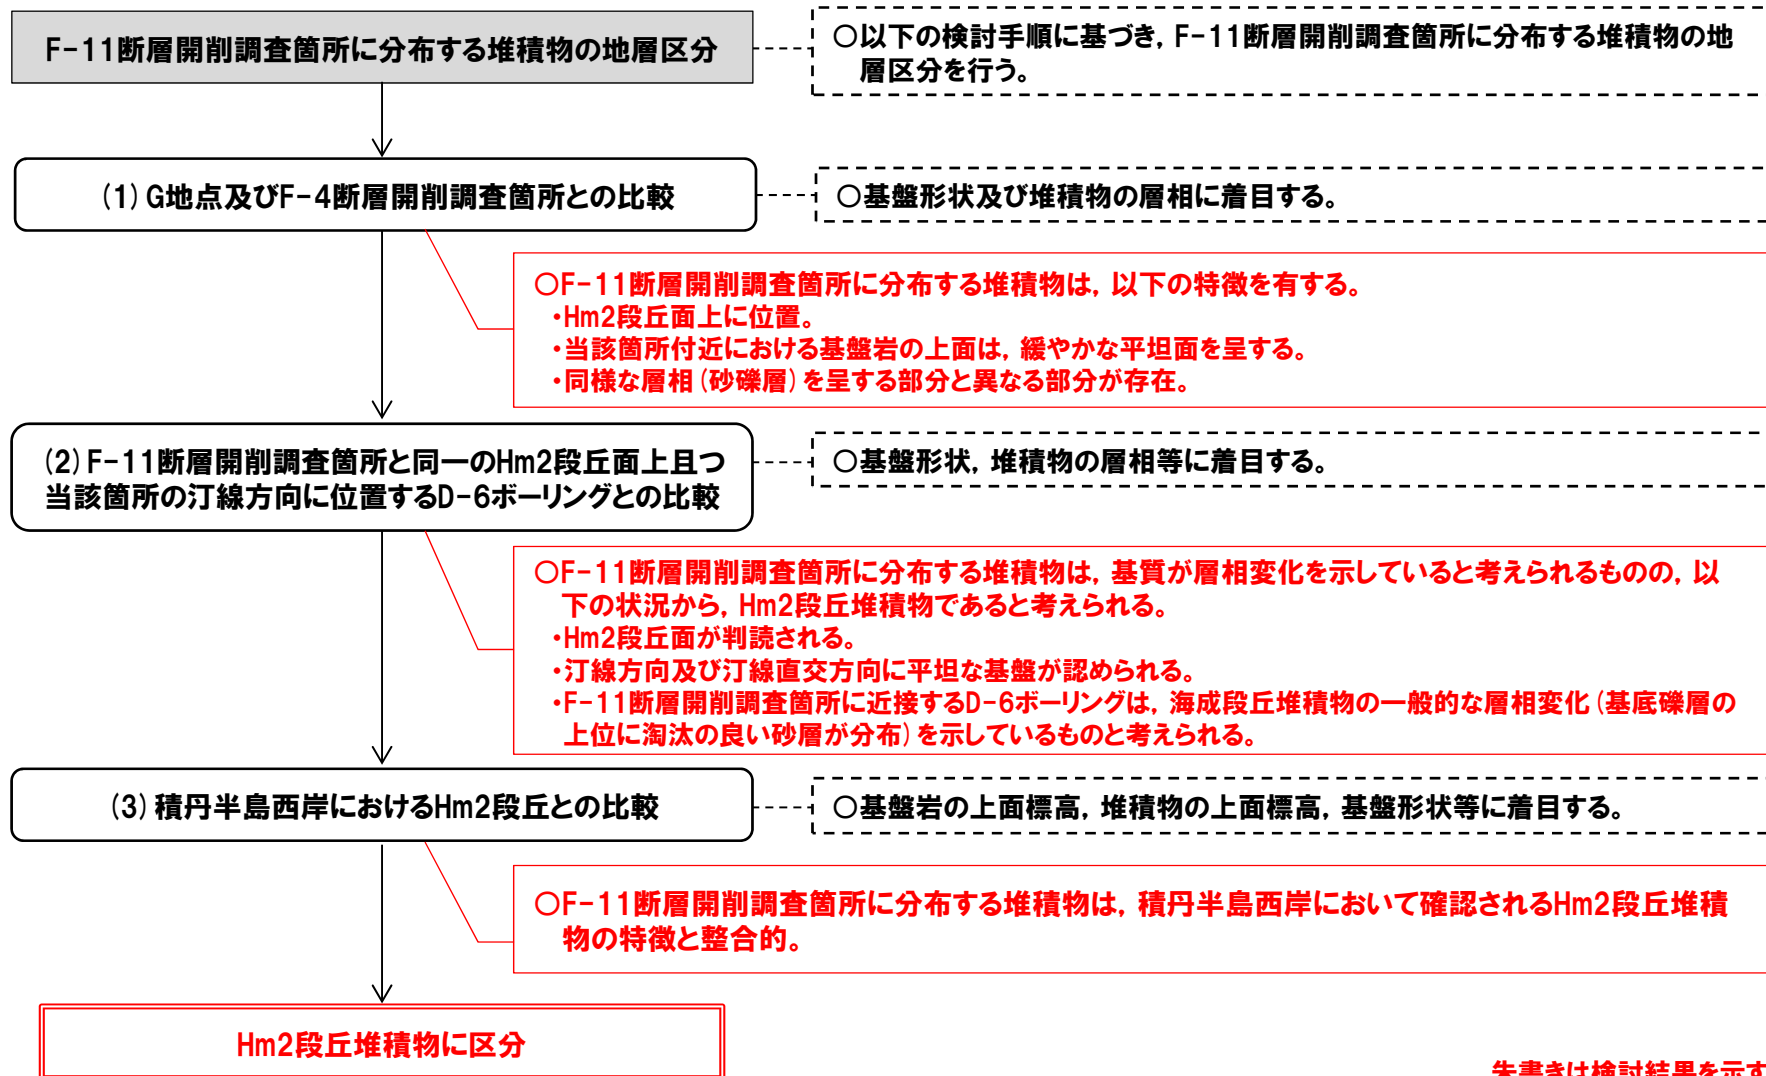 F-11断層開削調査箇所に分布する堆積物の地層区分
○以下の検討手順に基づき, F-11断層開削調査箇所に分布する堆積物の地
層区分を行う。
(1) G地点及びF-4断層開削調査箇所との比較
○基盤形状及び堆積物の層相に着目する。
○F-11断層開削調査箇所に分布する堆積物は, 以下の特徴を有する。
・Hm2段丘面上に位置。
・当該箇所付近における基盤岩の上面は, 緩やかな平坦面を呈する。
・同様な層相(砂礫層)を呈する部分と異なる部分が存在。
(2) F-11断層開削調査箇所と同一のHm2段丘面上且つ
当該箇所の汀線方向に位置するD-6ボーリングとの比較
○基盤形状, 堆積物の層相等に着目する。
○F-11断層開削調査箇所に分布する堆積物は, 基質が層相変化を示していると考えられるものの, 以
下の状況から, Hm2段丘堆積物であると考えられる。
・Hm2段丘面が判読される。
・汀線方向及び汀線直交方向に平坦な基盤が認められる。
・F-11断層開削調査箇所に近接するD-6ボーリングは, 海成段丘堆積物の一般的な層相変化(基底礫層の
上位に淘汰の良い砂層が分布)を示しているものと考えられる。
(3) 積丹半島西岸におけるHm2段丘との比較
○基盤岩の上面標高, 堆積物の上面標高, 基盤形状等に着目する。
○F-11断層開削調査箇所に分布する堆積物は, 積丹半島西岸において確認されるHm2段丘堆積
物の特徴と整合的。
Hm2段丘堆積物に区分
朱書きは検討結果を示す